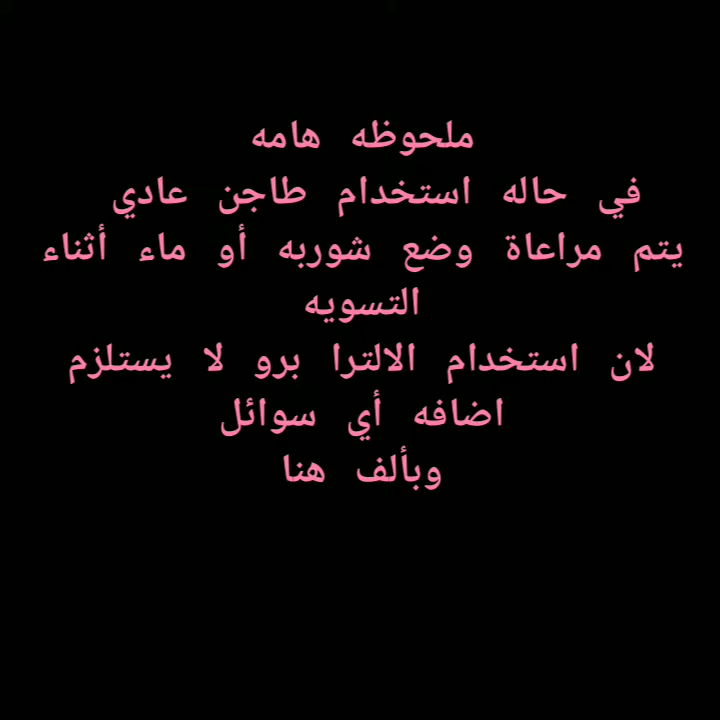 ملحوظه هامه
في حاله استخدام طاجن عادي
يتم مراعاة وضع شوربه أو ماء أثناء
التسويه
لان استخدام الالترا برو لا يستلزم
اضافه أي سوائل
وبألف هنا